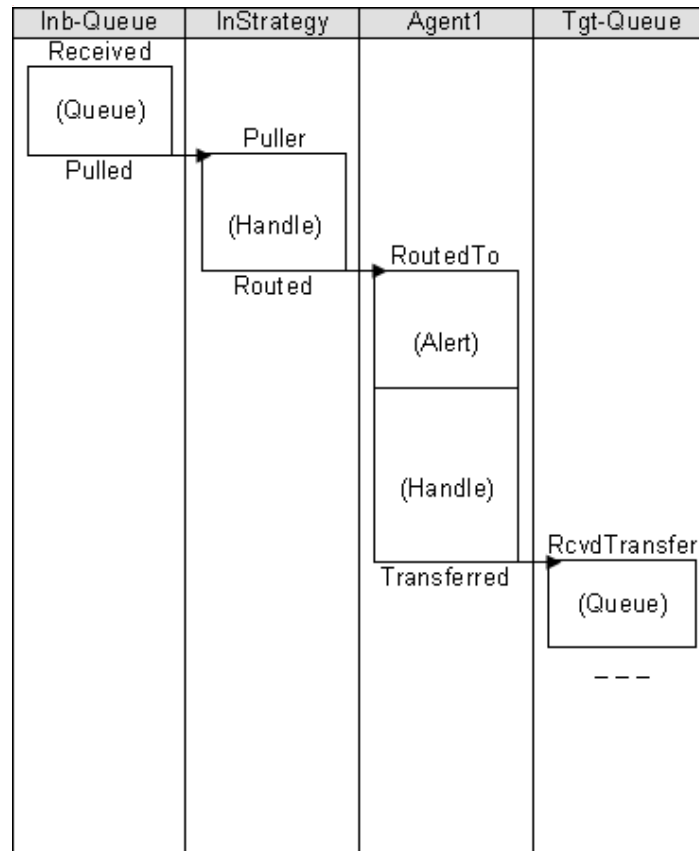 Inb-Queue InStrategy Agent1 Tgt-Queue
Received
(Queue)
Pulled
Puller
(Handle)
Routed
RoutedTo
(Alert)
(Handle)
Transferred
RcvdTransfer
(Queue)
_ _ _